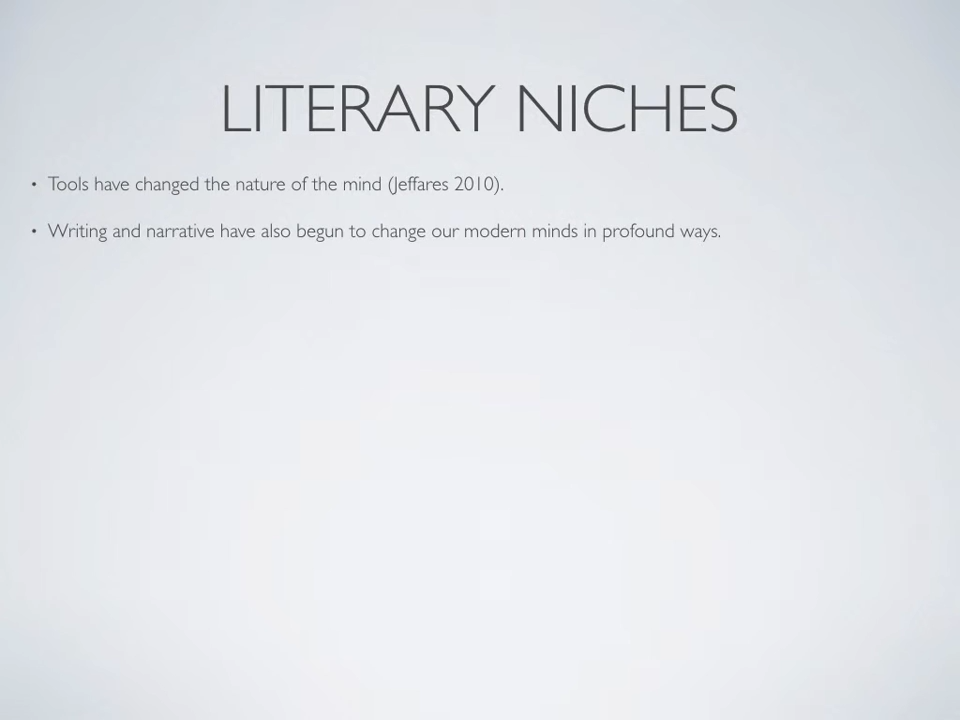 LITERARY NICHES
• Tools have changed the nature of the mind (Jeffares 2010).
• Writing and narrative have also begun to change our modern minds in profound ways.